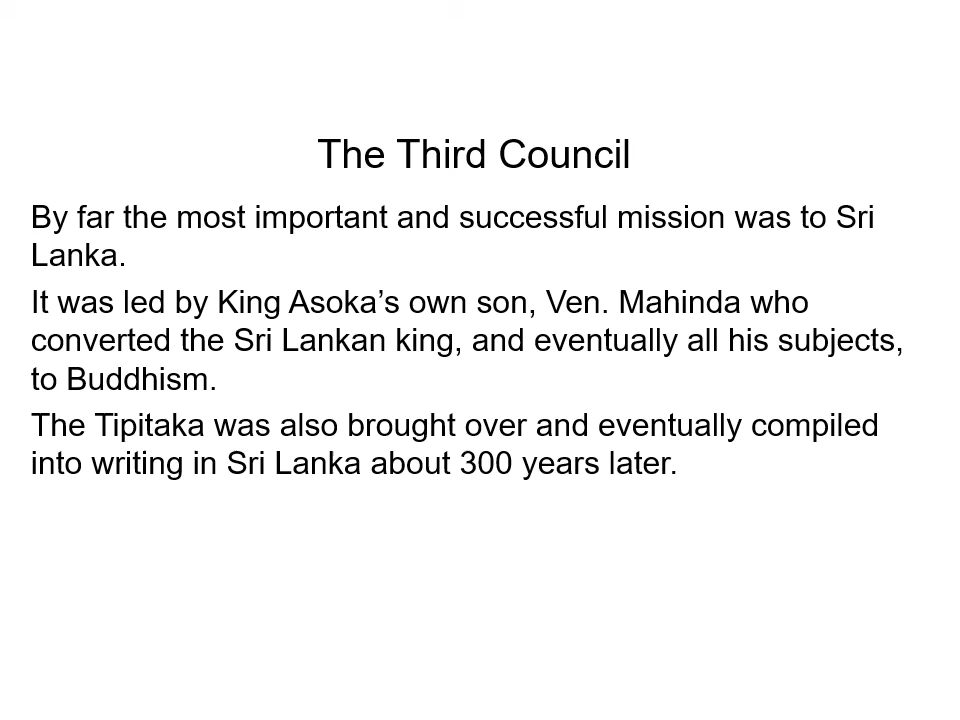 The Third Council
By far the most important and successful mission was to Sri
Lanka.
It was led by King Asoka’s own son, Ven. Mahinda who
converted the Sri Lankan king, and eventually all his subjects,
to Buddhism.
The Tipitaka was also brought over and eventually compiled
into writing in Sri Lanka about 300 years later.